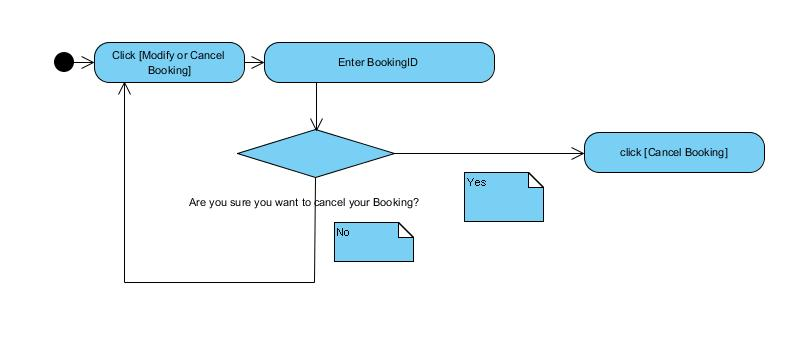 Click [Modify or Cancel
Booking]
Enter BookingID
click [Cancel Booking]
Yes
Are you sure you want to cancel your Booking?
No